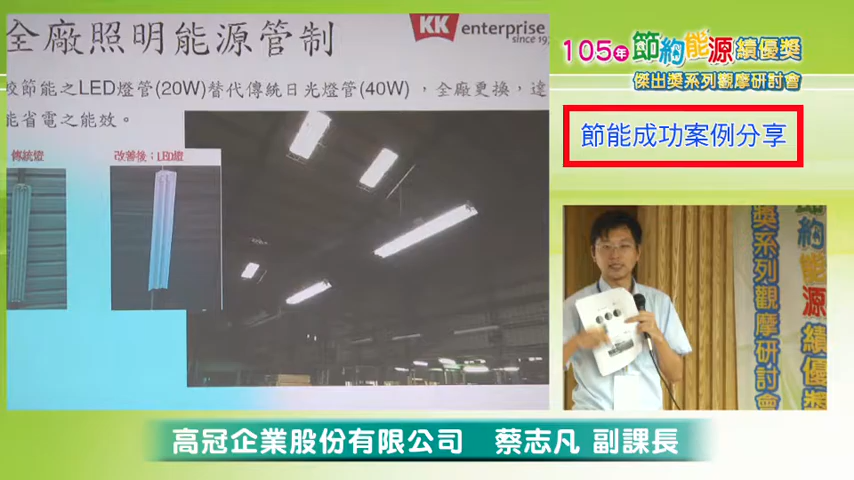 全廠照明能源管制
KK enterprise
since 197
較節能之LED燈管(20W)替代傳統日光燈管(40W)，全廠更換，達
能省電之能效。
傳統燈
改善後：LED燈
105年節約能源績優獎
傑出獎系列觀摩研討會
節能成功案例分享
節約能源績優獎
獎系列觀摩研討會
高冠企業股份有限公司 蔡志凡 副課長